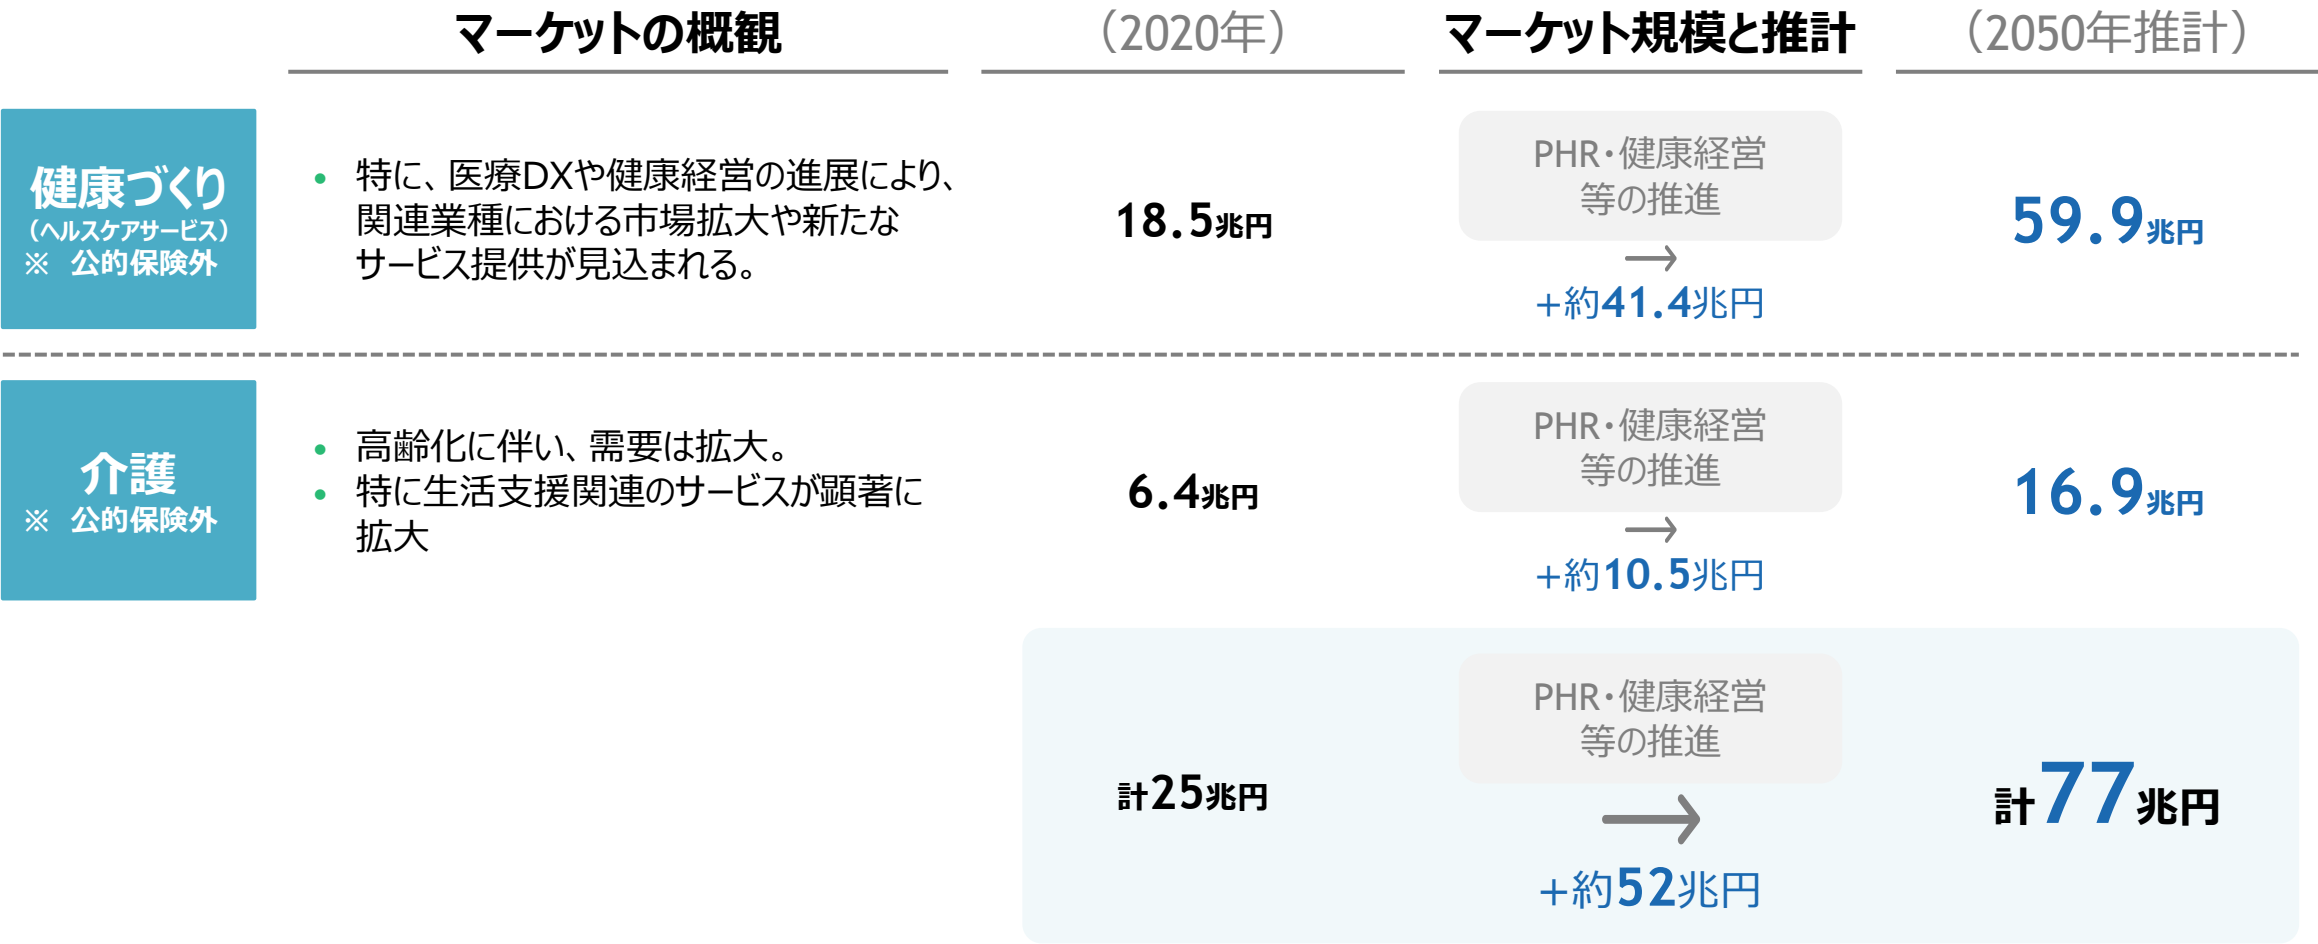 マーケットの概観
（2020年）
マーケット規模と推計
（2050年推計）
健康づくり
（ヘルスケアサービス）
※ 公的保険外
• 特に、医療DXや健康経営の進展により、
関連業種における市場拡大や新たな
サービス提供が見込まれる。
18.5兆円
PHR・健康経営
等の推進
→
+約41.4兆円
59.9兆円
介護
※ 公的保険外
• 高齢化に伴い、需要は拡大。
• 特に生活支援関連のサービスが顕著に
拡大
6.4兆円
PHR・健康経営
等の推進
→
+約10.5兆円
16.9兆円
計25兆円
PHR・健康経営
等の推進
→
+約52兆円
計77兆円